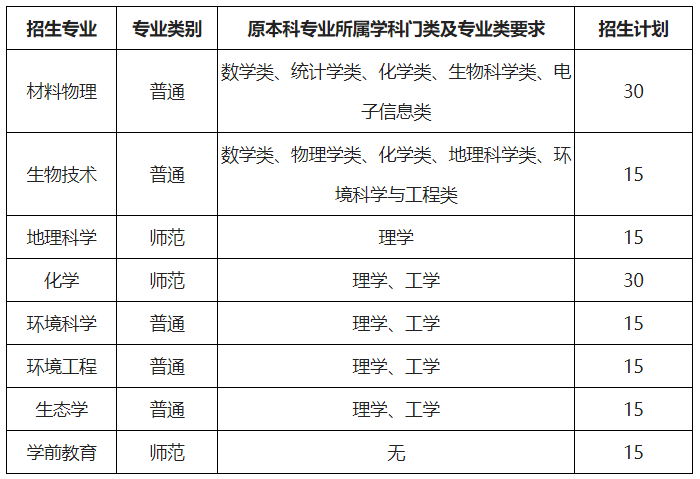 招生专业 专业类别 原本科专业所属学科门类及专业类要求 招生计划
材料物理 普通 数学类、统计学类、化学类、生物科学类、电
子信息类 30
生物技术 普通 数学类、物理学类、化学类、地理科学类、环
境科学与工程类 15
地理科学 师范 理学 15
化学 师范 理学、工学 30
环境科学 普通 理学、工学 15
环境工程 普通 理学、工学 15
生态学 普通 理学、工学 15
学前教育 师范 无 15